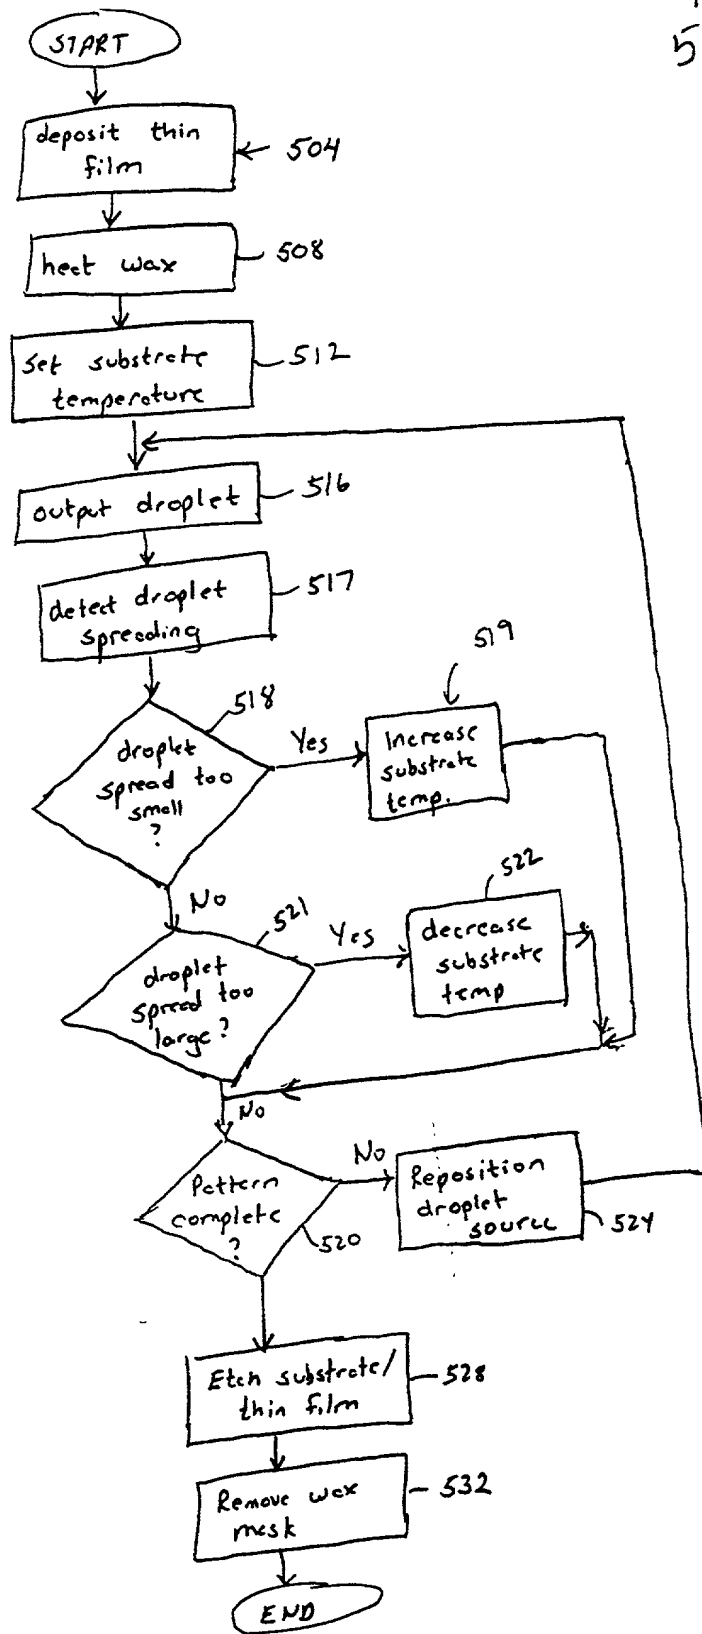 5
START
deposit thin
film
504
heat wax
508
Set substrate
temperature
512
output droplet
516
detect droplet
spreading
517
518
droplet
spread too
small
?
Yes
519
Increase
substrate
temp.
No
521
droplet
spread too
large?
Yes
522
decrease
substrate
temp
No
Pattern
complete
?
520
No
Reposition
droplet
source
524
Etch substrate/
thin film
528
Remove wax
mask
532
END